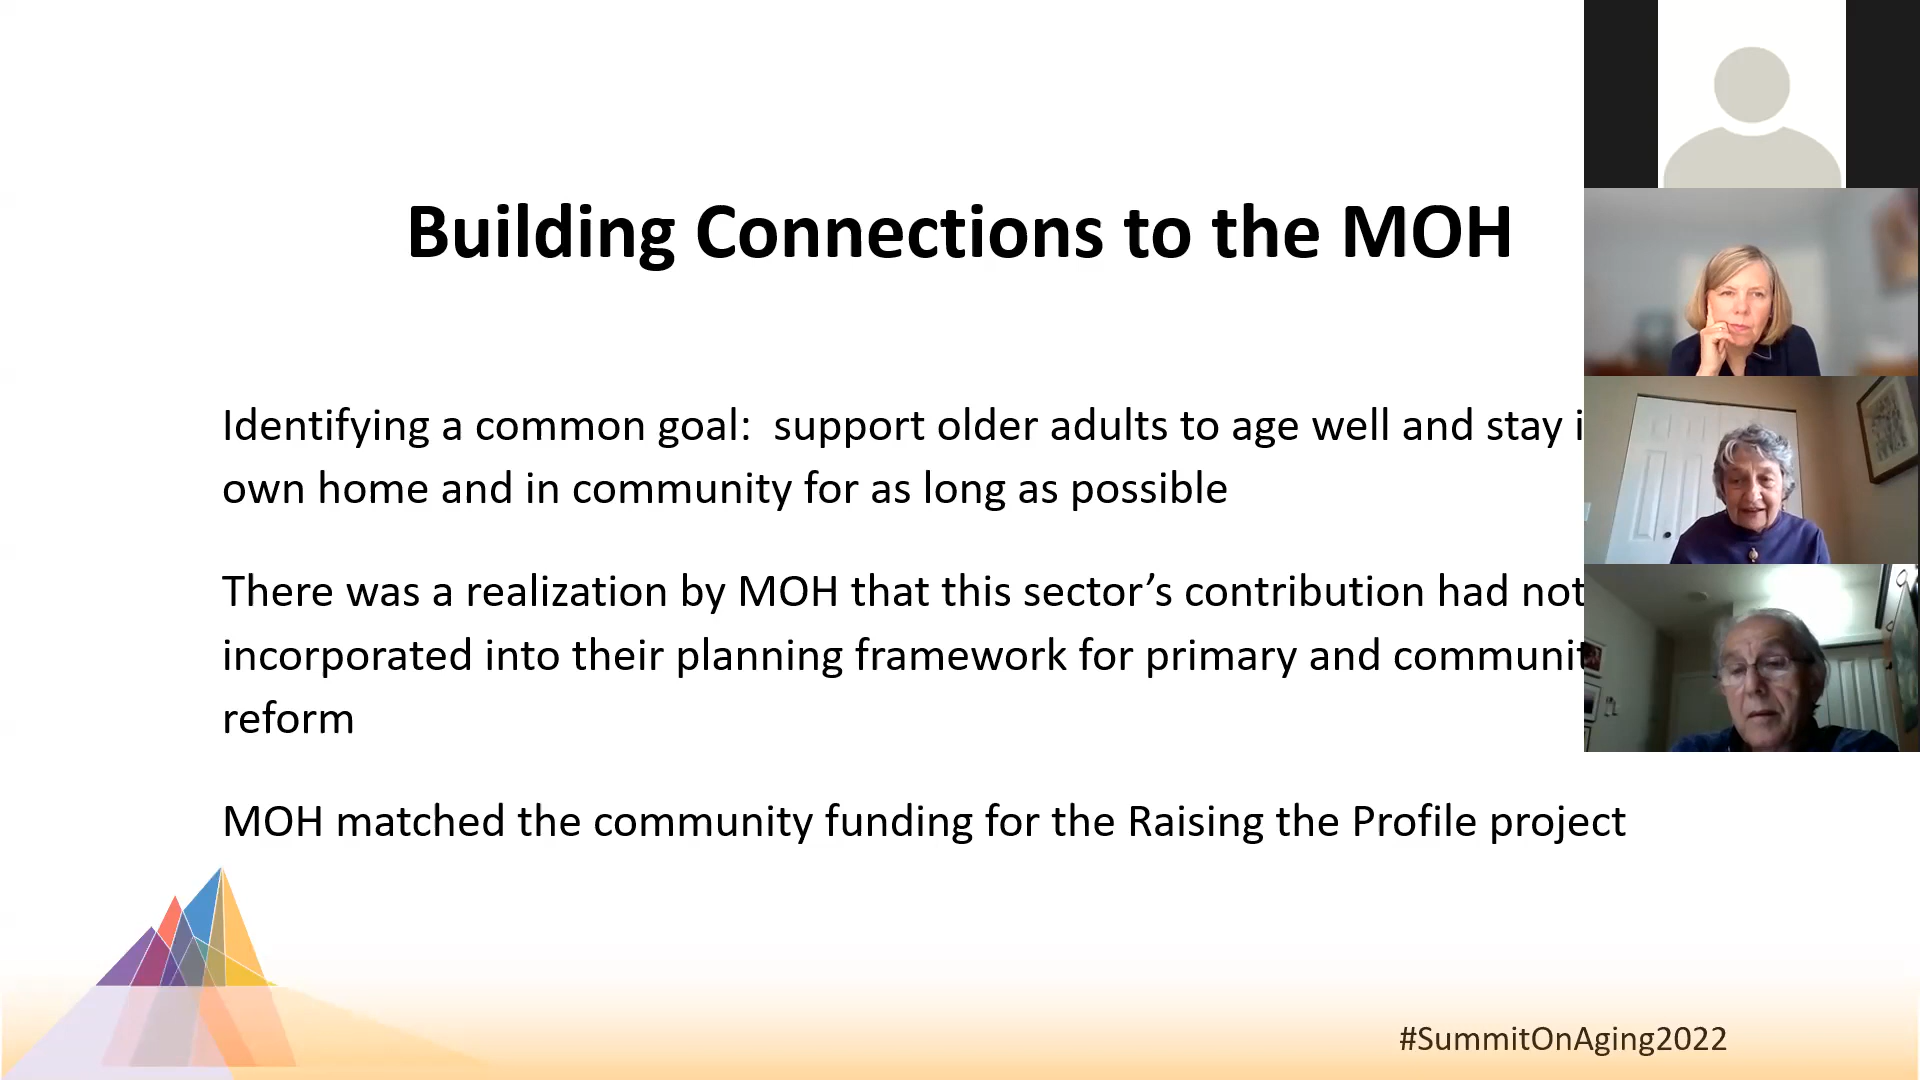 Building Connections to the MOH
Identifying a common goal:  support older adults to age well and stay
own home and in community for as long as possible
There was a realization by MOH that this sector’s contribution had not
incorporated into their planning framework for primary and
reform
MOH matched the community funding for the Raising the Profile project
#SummitOnAging2022